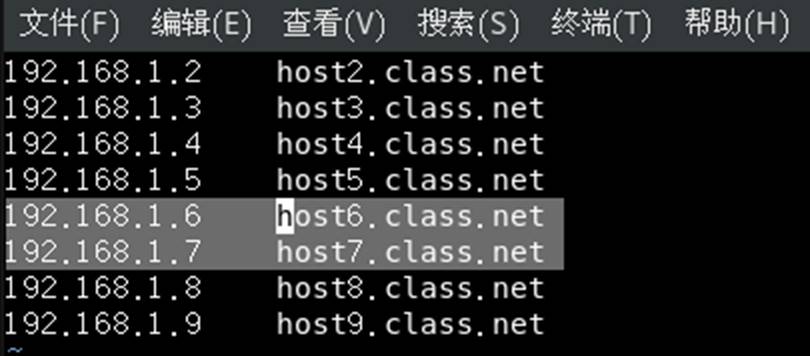 文件(F) 编辑(E) 查看(V) 搜索(S) 终端(T) 帮助(H)
192.168.1.2 host2.class.net
192.168.1.3 host3.class.net
192.168.1.4 host4.class.net
192.168.1.5 host5.class.net
192.168.1.6 host6.class.net
192.168.1.7 host7.class.net
192.168.1.8 host8.class.net
192.168.1.9 host9.class.net
~